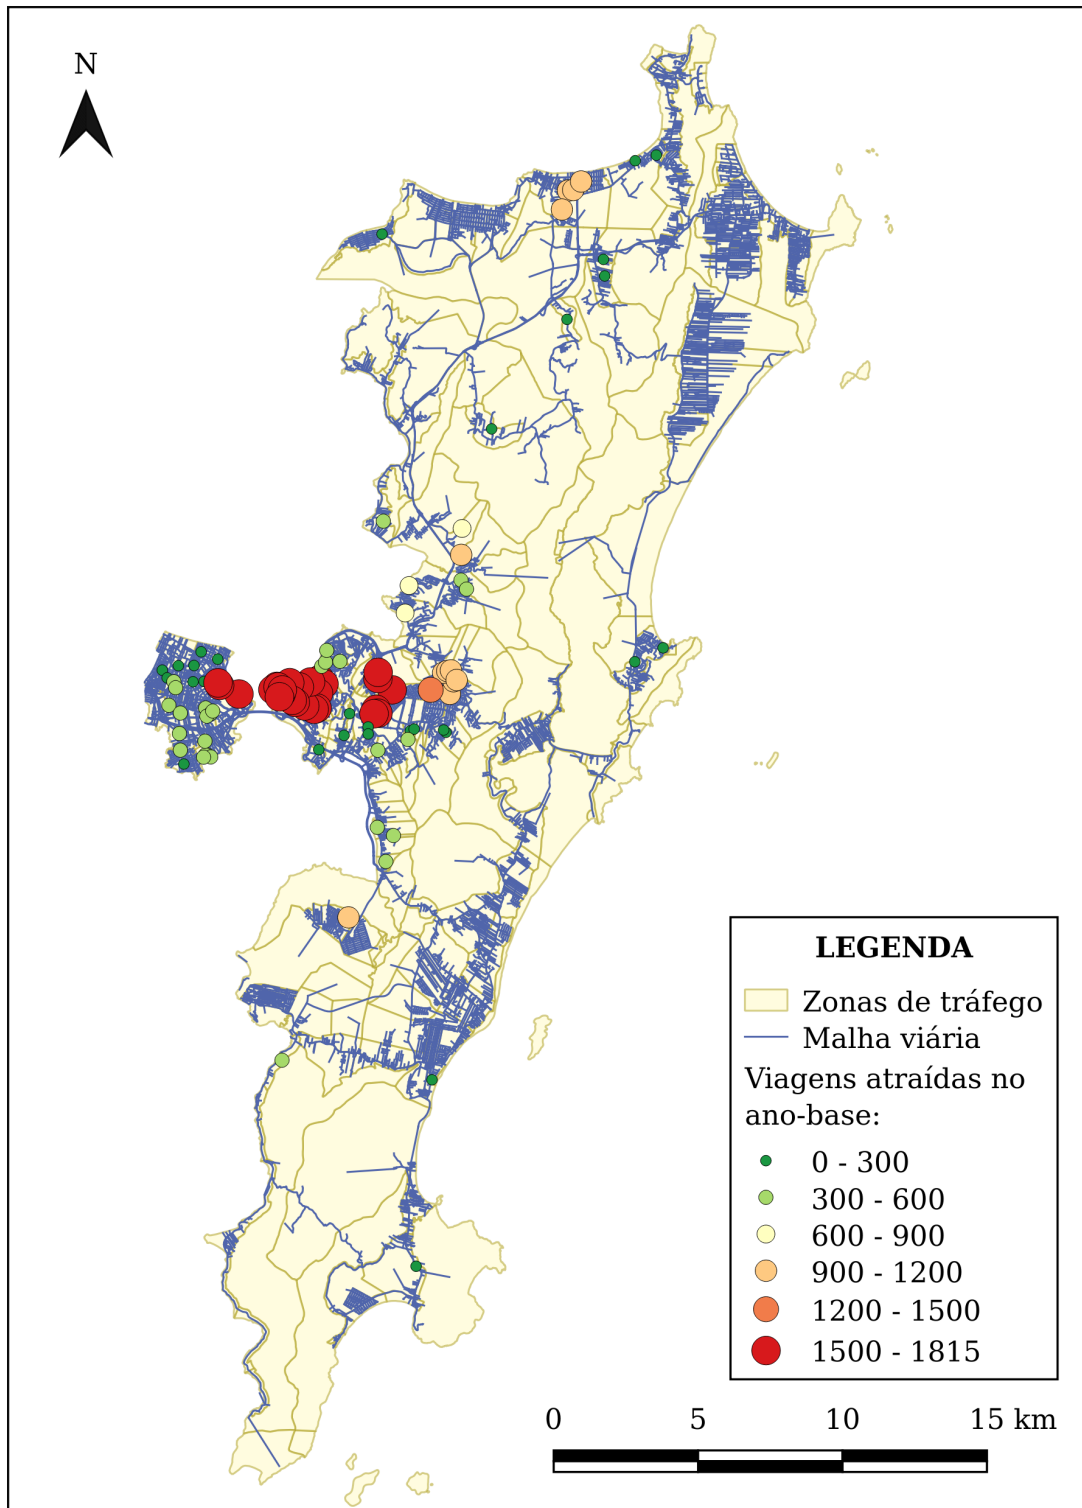 N
LEGENDA
Zonas de tráfego
Malha viária
Viagens atraídas no
ano-base:
0 - 300
300 - 600
600 - 900
900 - 1200
1200 - 1500
1500 - 1815
0 5 10 15 km